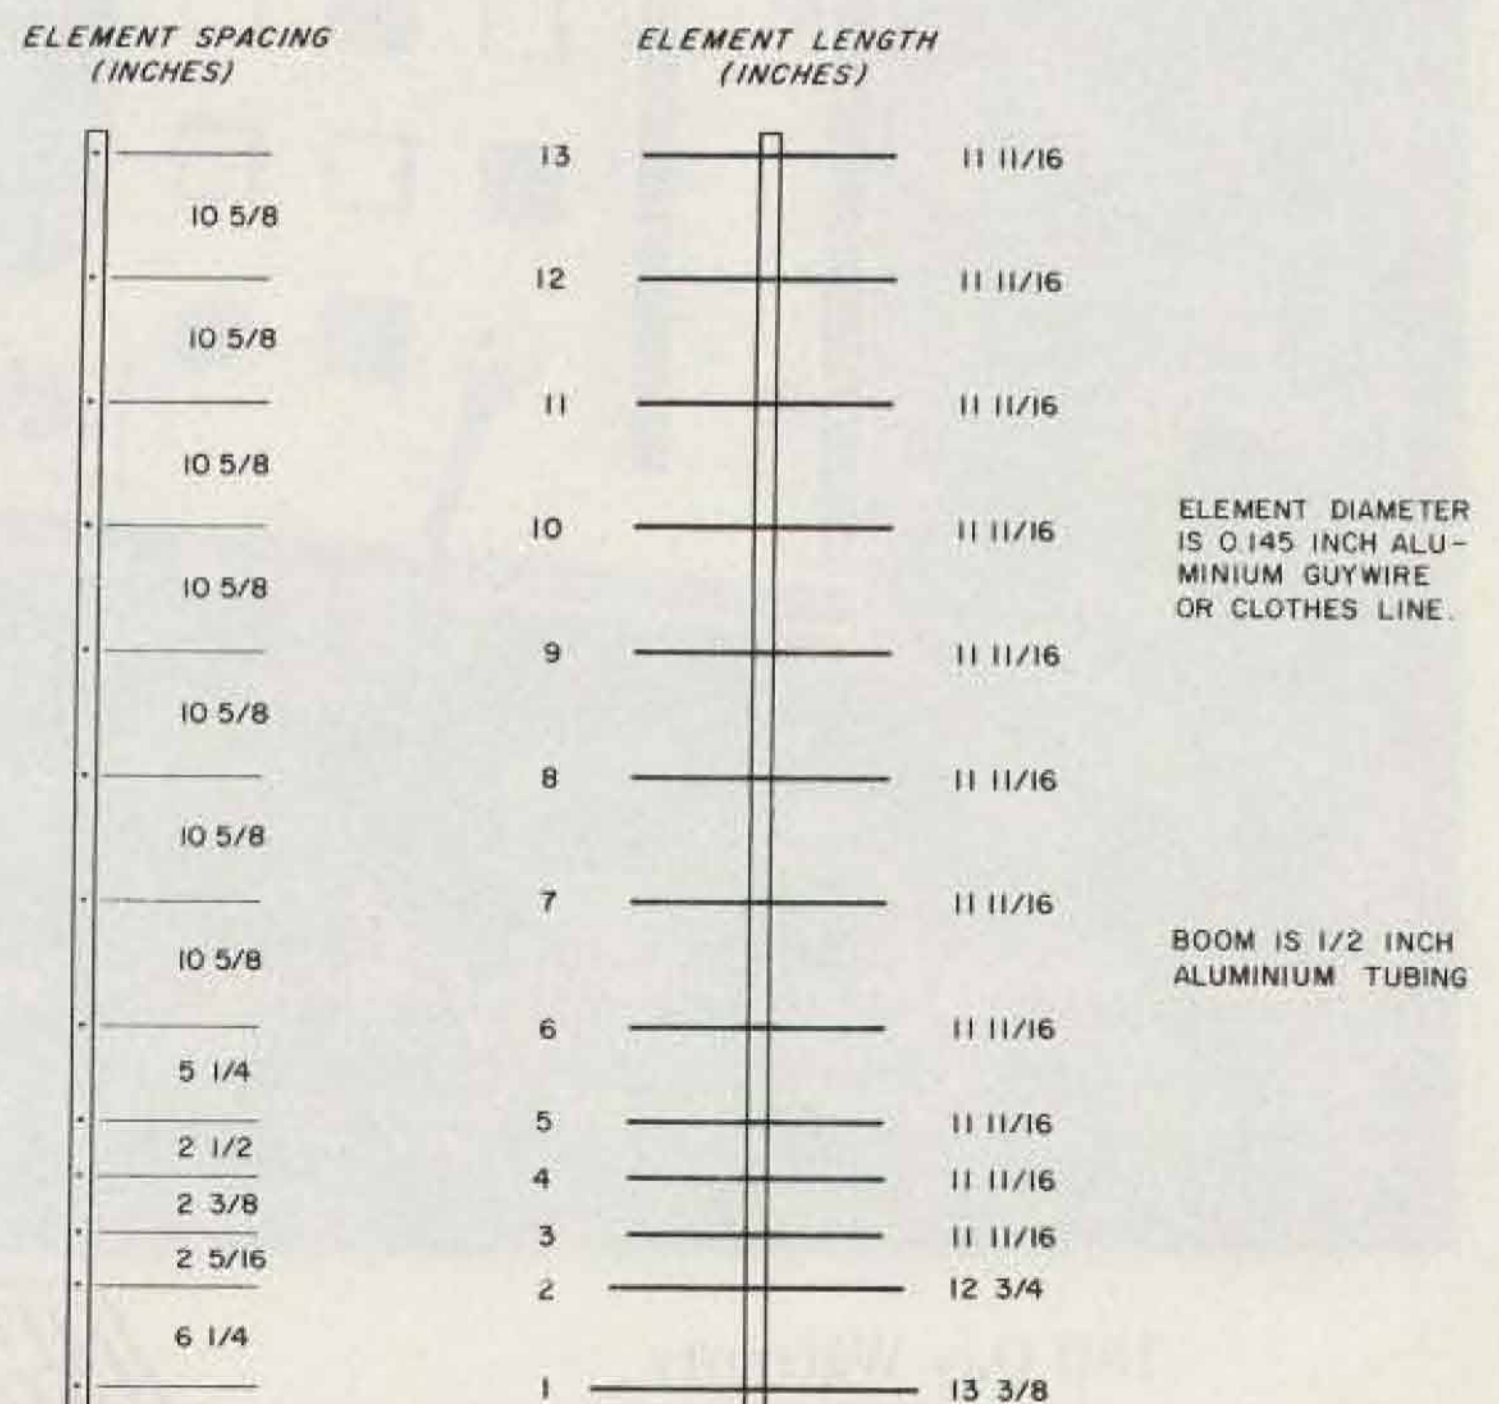 ELEMENT SPACING
(INCHES)
ELEMENT LENGTH
(INCHES)
13 11 11/16
10 5/8
12 11 11/16
10 5/8
11 11 11/16
10 5/8
10 11 11/16
ELEMENT DIAMETER
IS 0.145 INCH ALU-
MINIUM GUYWIRE
OR CLOTHES LINE.
10 5/8
9 11 11/16
10 5/8
8 11 11/16
10 5/8
7 11 11/16
BOOM IS 1/2 INCH
ALUMINIUM TUBING
10 5/8
6 11 11/16
5 1/4
5 11 11/16
2 1/2
4 11 11/16
2 3/8
3 11 11/16
2 5/16
2 12 3/4
6 1/4
1 13 3/8